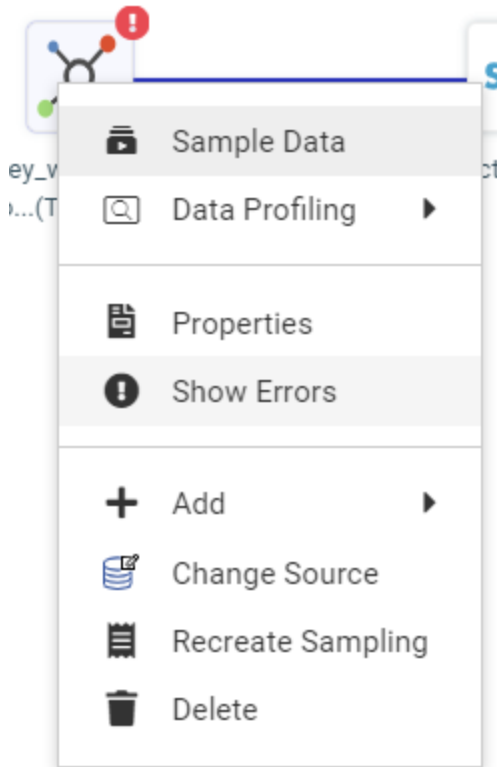 Sample Data
Data Profiling
Properties
Show Errors
Add
Change Source
Recreate Sampling
Delete